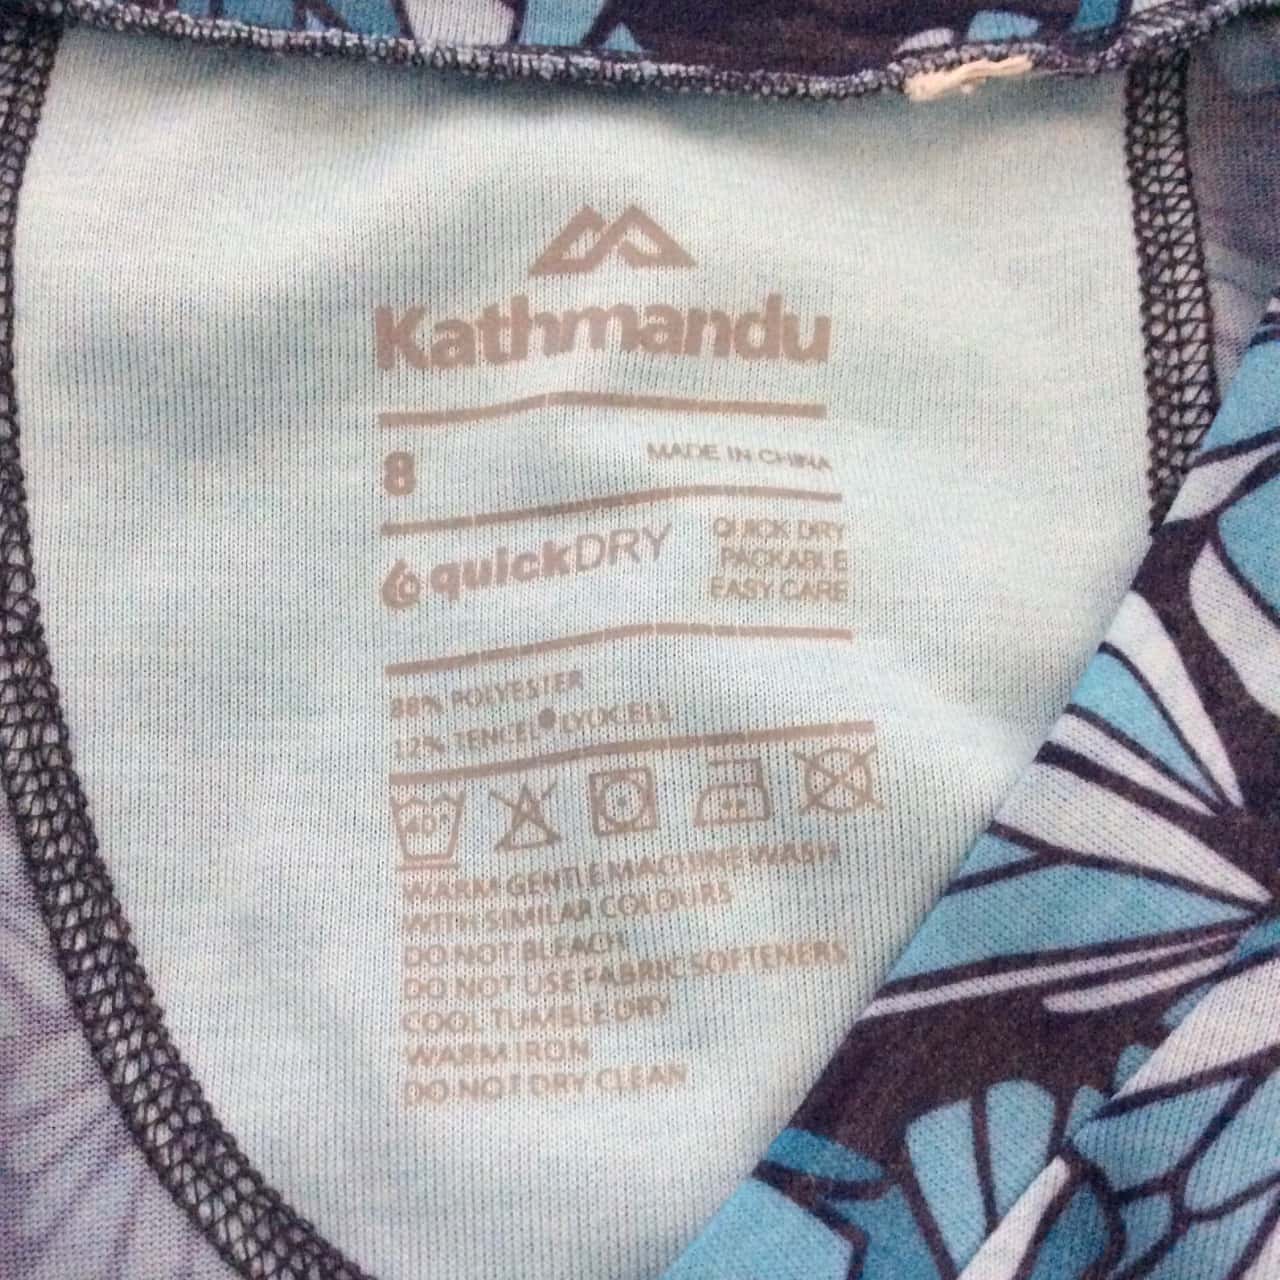 Kathmandu
8 MADE IN CHINA
quickDRY
QUICK DRY
PACKABLE
EASY CARE
88% POLYESTER
12% TENCEL® LYOCELL
40°
WARM GENTLE MACHINE WASH
WITH SIMILAR COLOURS
DO NOT BLEACH
DO NOT USE FABRIC SOFTENERS
COOL TUMBLE DRY
WARM IRON
DO NOT DRY CLEAN